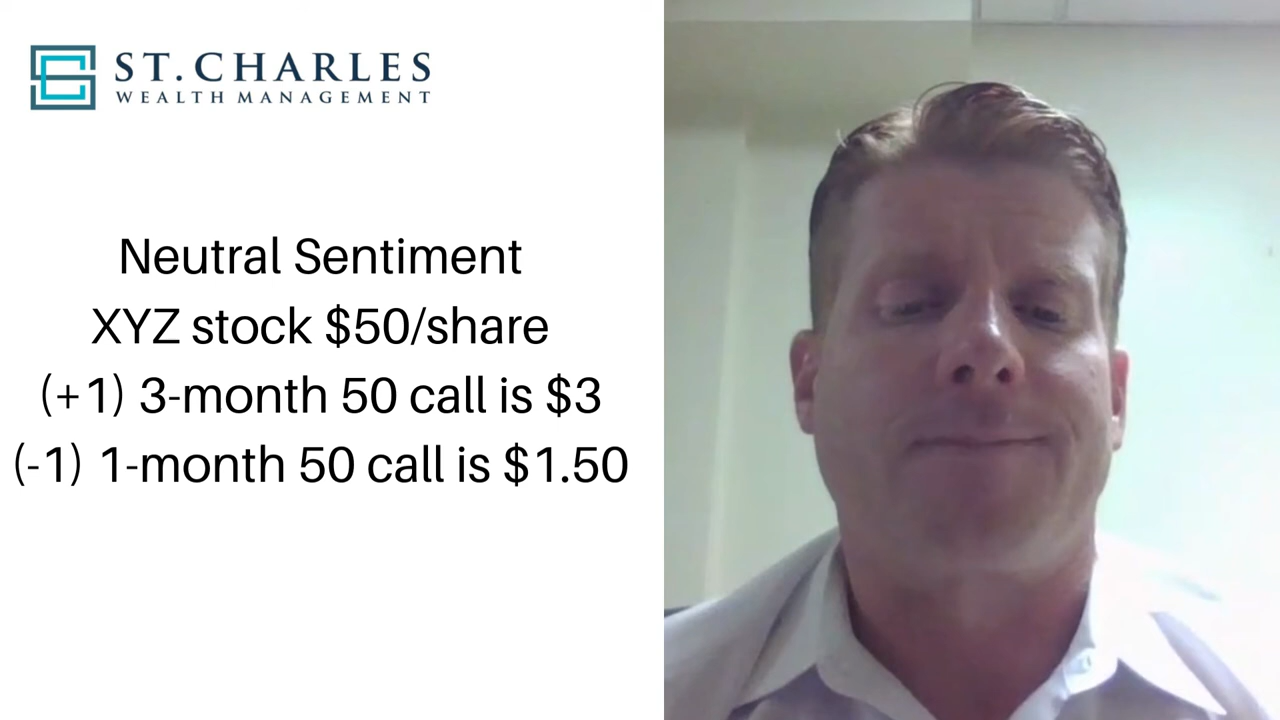 ST. CHARLES
WEALTH MANAGEMENT
Neutral Sentiment
XYZ stock $50/share
(+1) 3-month 50 call is $3
(-1) 1-month 50 call is $1.50